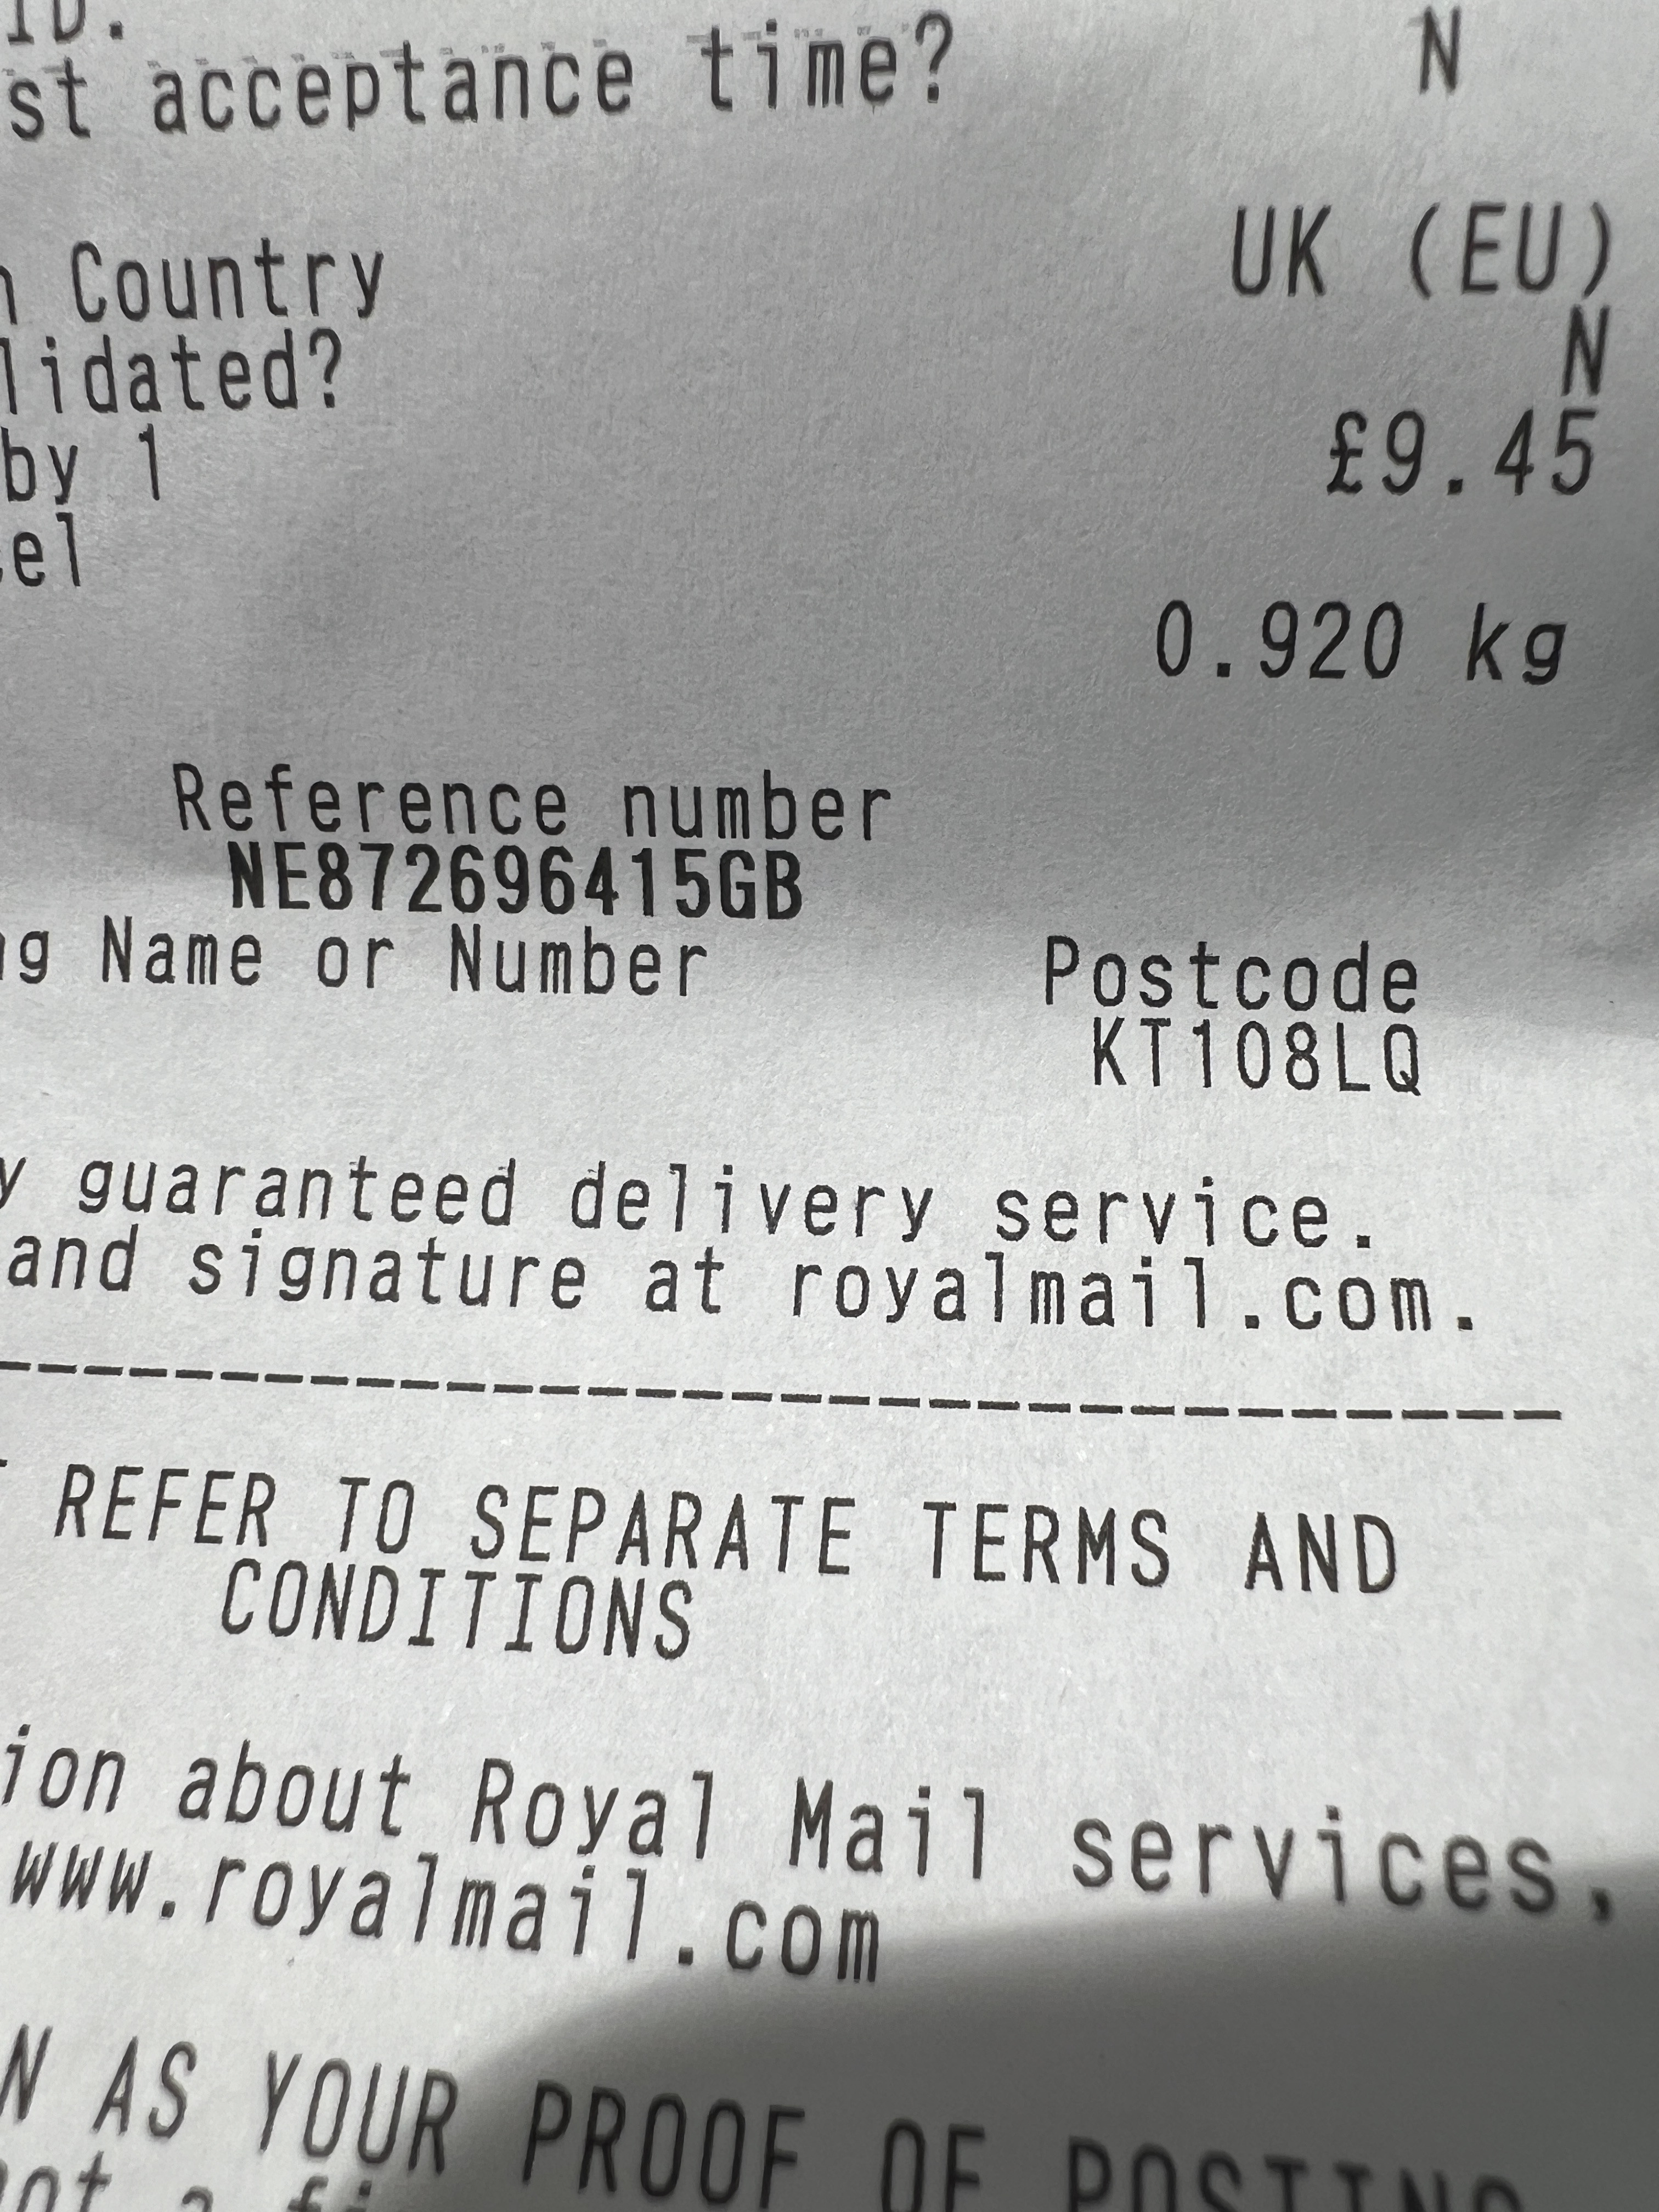 ID.
st acceptance time? N
Country UK (EU)
lidated? N
by 1 £9.45
el
0.920 kg
Reference number
NE872696415GB
g Name or Number Postcode
KT108LQ
y guaranteed delivery service.
and signature at royalmail.com.
REFER TO SEPARATE TERMS AND
CONDITIONS
ion about Royal Mail services,
www.royalmail.com
N AS YOUR PROOF OF POSTING